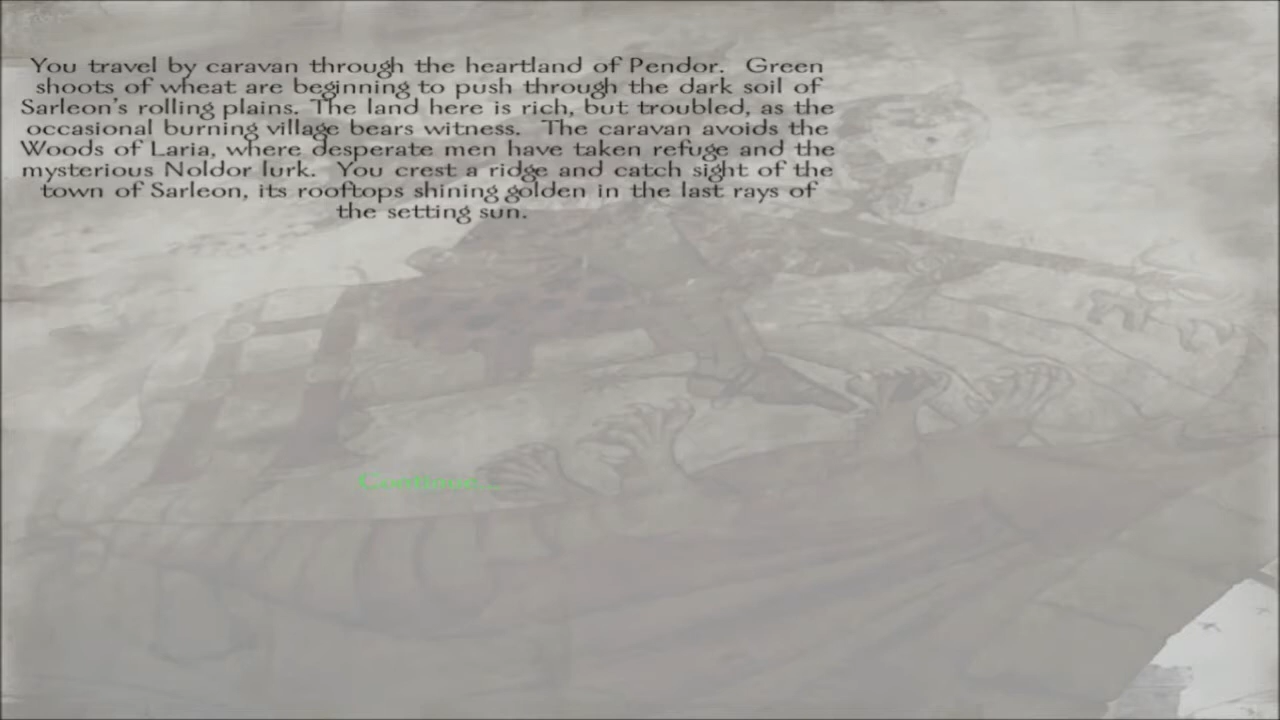 You travel by caravan through the heartland of Pendor.  Green
shoots of wheat are beginning to push through the dark soil of
Sarleon's rolling plains. The land here is rich, but troubled, as the
occasional burning village bears witness.  The caravan avoids the
Woods of Laria, where desperate men have taken refuge and the
mysterious Noldor lurk.  You crest a ridge and catch sight of the
town of Sarleon, its rooftops shining golden in the last rays of
the setting sun.
Continue...